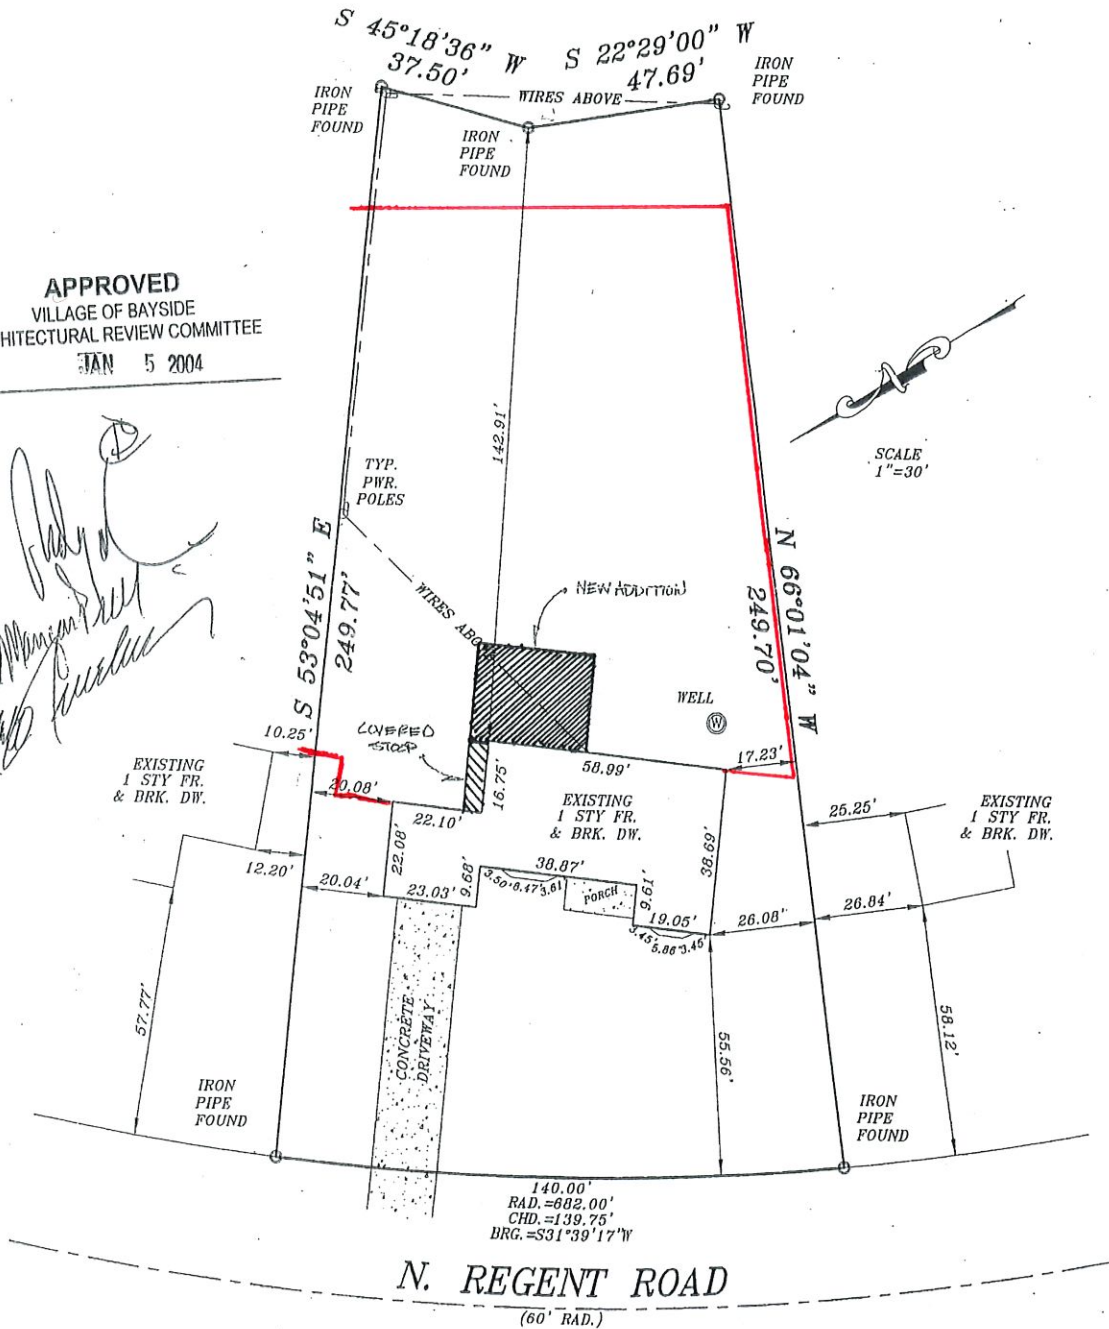 S 45°18'36" W
37.50'
S 22°29'00" W
47.69'
IRON
PIPE
FOUND
WIRES ABOVE
IRON
PIPE
FOUND
IRON
PIPE
FOUND
APPROVED
VILLAGE OF BAYSIDE
HITECTURAL REVIEW COMMITTEE
JAN 5 2004
142.91'
N
SCALE
1"=30'
TYP.
PWR.
POLES
S 53°04'51" E
249.77'
WIRES ABO
NEW ADDITION
N 66°01'04" W
249.70'
WELL
W
10.25'
COVERED
STOOP
17.23'
EXISTING
1 STY FR.
& BRK. DW.
20.08'
16.75'
58.99'
EXISTING
1 STY FR.
& BRK. DW.
25.25'
EXISTING
1 STY FR.
& BRK. DW.
22.10'
22.08'
38.69'
12.20'
20.04'
23.03'
9.68'
38.87'
3.50'
6.47'
3.61
PORCH
9.61'
19.05'
3.45'
5.86'
3.45'
26.08'
26.84'
57.77'
CONCRETE
DRIVEWAY
55.56'
58.12'
IRON
PIPE
FOUND
IRON
PIPE
FOUND
140.00'
RAD.=682.00'
CHD.=139.75'
BRG.=S31°39'17"W
N. REGENT ROAD
(60' RAD.)